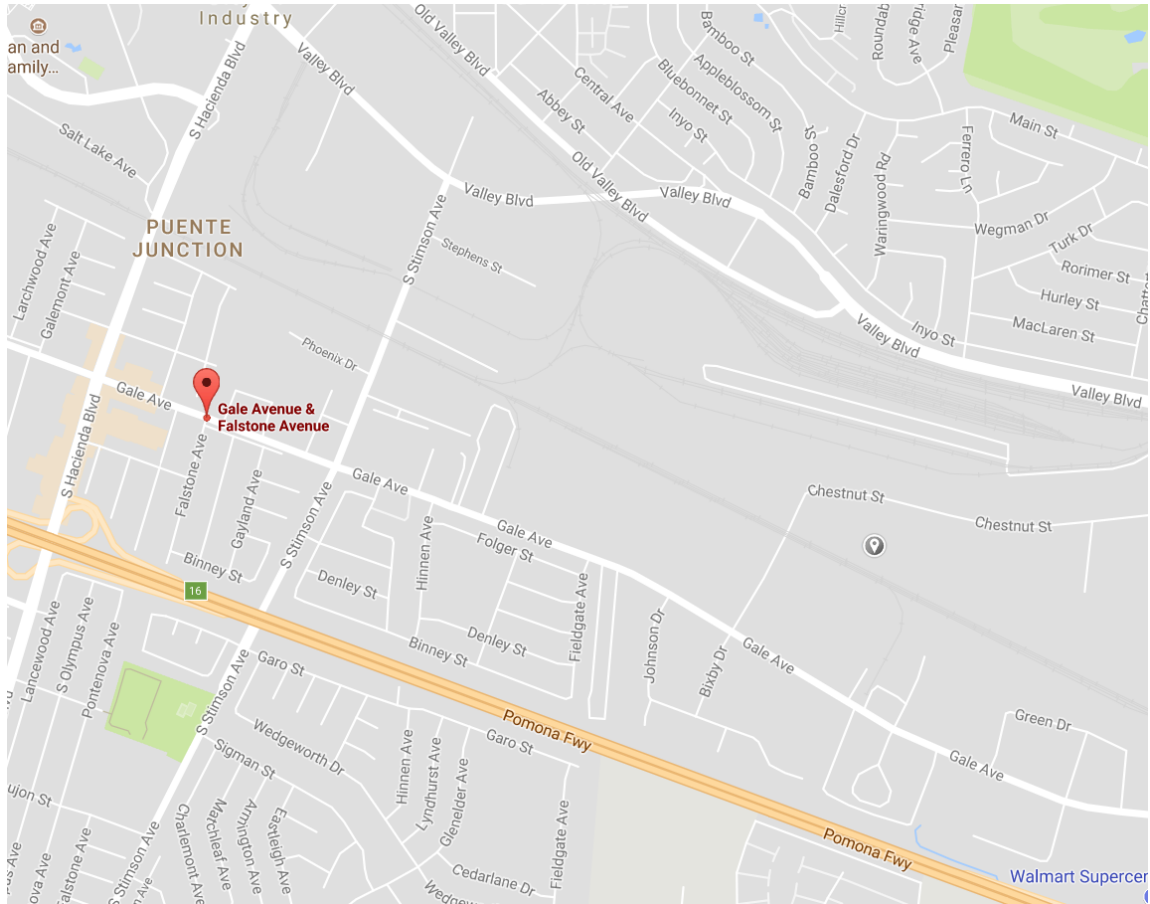 Industry
an and
amily...
S Hacienda Blvd
Valley Blvd
Old Valley Blvd
Bamboo St
Appleblossom St
Bluebonnet St
Central Ave
Abbey St
Inyo St
Bamboo St
Dalesford Dr
Waringwood Rd
Hillcr
Roundab
ridge Ave
Pleasar
Main St
Ferrero Ln
Wegman Dr
Turk Dr
Rorimer St
Hurley St
MacLaren St
Salt Lake Ave
Old Valley Blvd
Valley Blvd
Valley Blvd
PUENTE
JUNCTION
Larchwood Ave
Galemont Ave
S Stimson Ave
Stephens St
Phoenix Dr
Valley Blvd
Inyo St
Valley Blvd
Gale Ave
Gale Avenue &
Falstone Avenue
S Hacienda Blvd
Falstone Ave
Gayland Ave
Gale Ave
S Stimson Ave
Gale Ave
Folger St
Chestnut St
Chestnut St
Hinnen Ave
Binney St
16
Denley St
Fieldgate Ave
Denley St
Binney St
Johnson Dr
Bixby Dr
Gale Ave
Lancewood Ave
S Olympus Ave
Pontenova Ave
S Stimson Ave
Garo St
Pomona Fwy
Garo St
Green Dr
Gale Ave
Wedgeworth Dr
Sigman St
Hinnen Ave
Lyndhurst Ave
Glenelder Ave
Fieldgate Ave
ujon St
S Stimson Ave
Charlemont Ave
Marchleaf Ave
Armington Ave
Eastleigh Ave
Cedarlane Dr
Pomona Fwy
Walmart Supercer